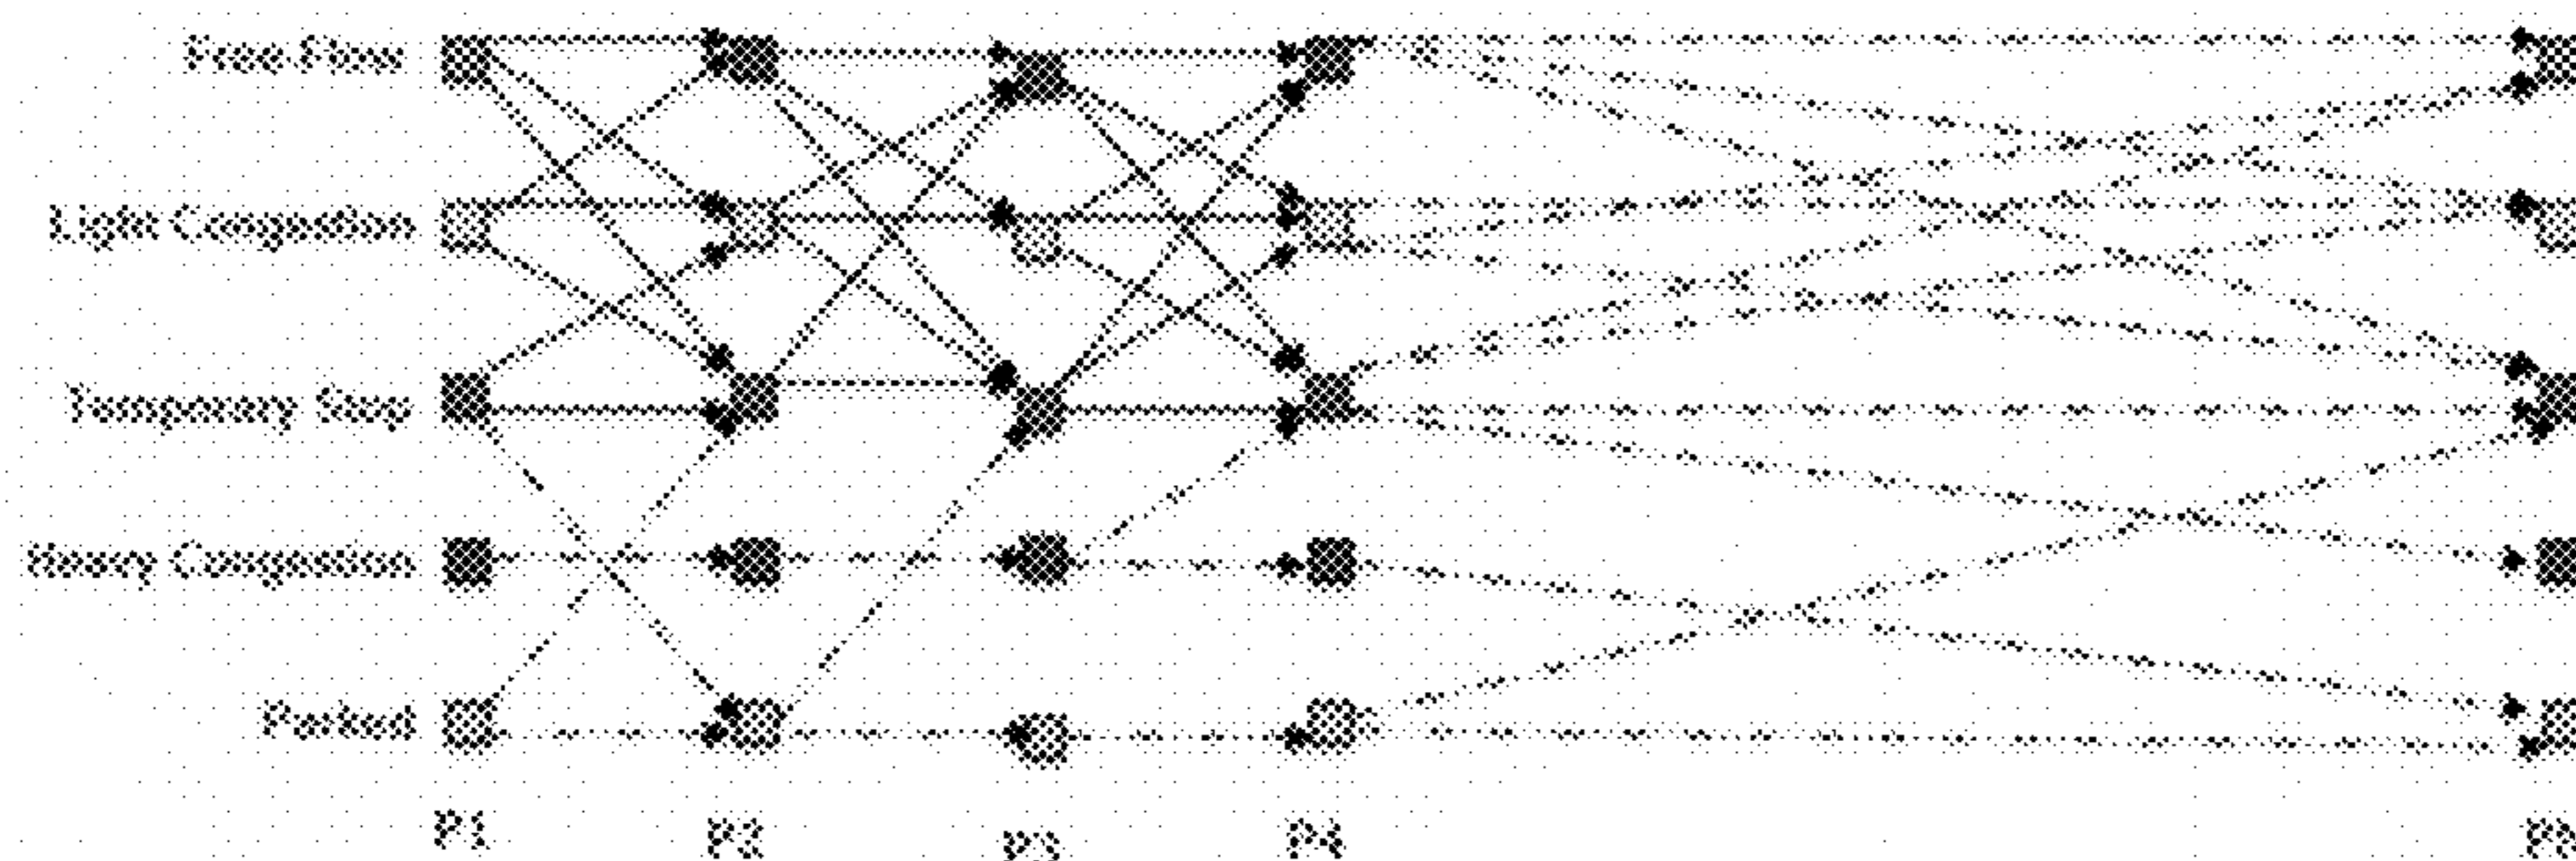 Free Flow
Light Congestion
Temporary Stop
Heavy Congestion
Parked
P1
P2
P3
P4